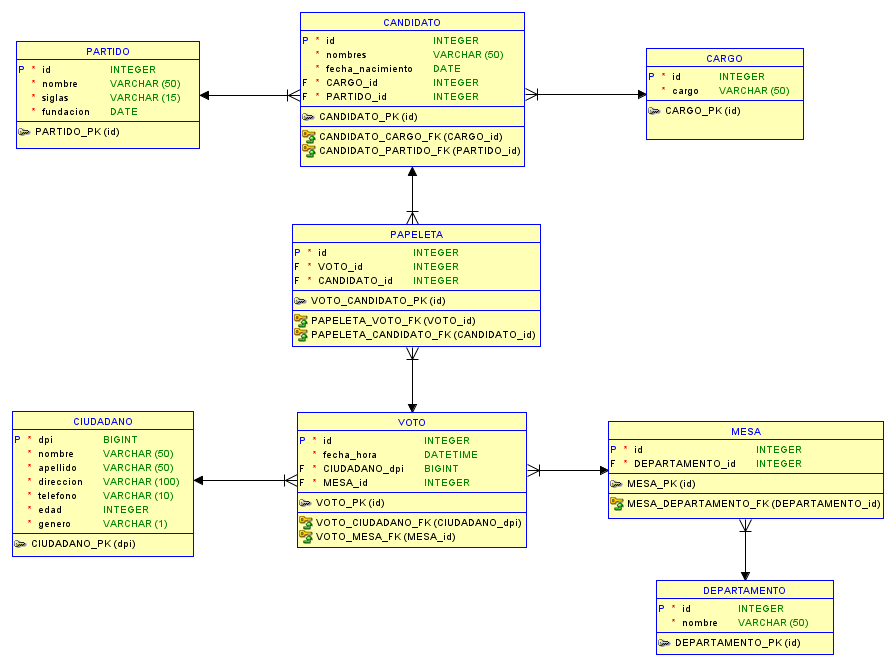 CANDIDATO
P * id INTEGER
* nombres VARCHAR (50)
* fecha_nacimiento DATE
F * CARGO_id INTEGER
F * PARTIDO_id INTEGER
CANDIDATO_PK (id)
CANDIDATO_CARGO_FK (CARGO_id)
CANDIDATO_PARTIDO_FK (PARTIDO_id)
PARTIDO
P * id INTEGER
* nombre VARCHAR (50)
* siglas VARCHAR (15)
* fundacion DATE
PARTIDO_PK (id)
CARGO
P * id INTEGER
* cargo VARCHAR (50)
CARGO_PK (id)
PAPELETA
P * id INTEGER
F * VOTO_id INTEGER
F * CANDIDATO_id INTEGER
VOTO_CANDIDATO_PK (id)
PAPELETA_VOTO_FK (VOTO_id)
PAPELETA_CANDIDATO_FK (CANDIDATO_id)
CIUDADANO
P * dpi BIGINT
* nombre VARCHAR (50)
* apellido VARCHAR (50)
* direccion VARCHAR (100)
* telefono VARCHAR (10)
* edad INTEGER
* genero VARCHAR (1)
CIUDADANO_PK (dpi)
VOTO
P * id INTEGER
* fecha_hora DATETIME
F * CIUDADANO_dpi BIGINT
F * MESA_id INTEGER
VOTO_PK (id)
VOTO_CIUDADANO_FK (CIUDADANO_dpi)
VOTO_MESA_FK (MESA_id)
MESA
P * id INTEGER
F * DEPARTAMENTO_id INTEGER
MESA_PK (id)
MESA_DEPARTAMENTO_FK (DEPARTAMENTO_id)
DEPARTAMENTO
P * id INTEGER
* nombre VARCHAR (50)
DEPARTAMENTO_PK (id)